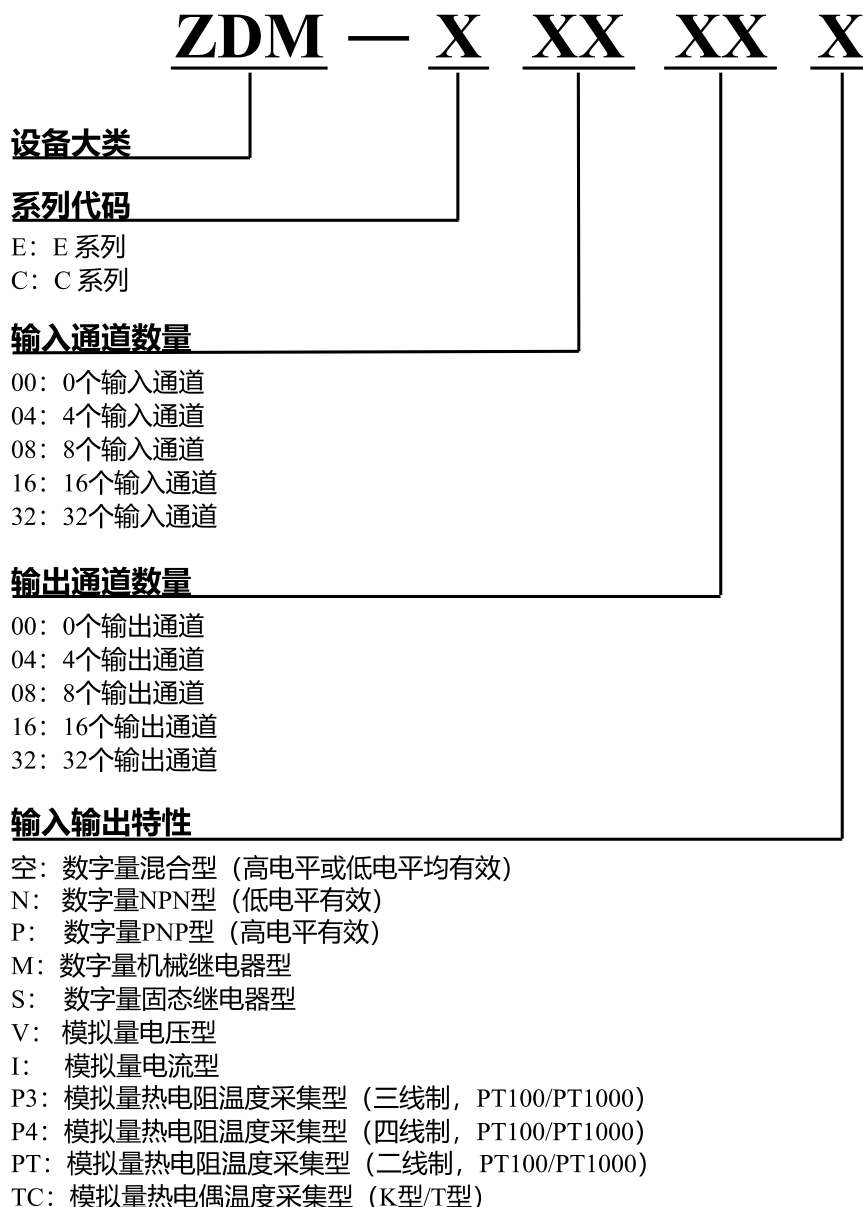 ZDM — X XX XX X
设备大类
系列代码
E：E 系列
C：C 系列
输入通道数量
00：0个输入通道
04：4个输入通道
08：8个输入通道
16：16个输入通道
32：32个输入通道
输出通道数量
00：0个输出通道
04：4个输出通道
08：8个输出通道
16：16个输出通道
32：32个输出通道
输入输出特性
空：数字量混合型（高电平或低电平均有效）
N：数字量NPN型（低电平有效）
P：数字量PNP型（高电平有效）
M：数字量机械继电器型
S：数字量固态继电器型
V：模拟量电压型
I：模拟量电流型
P3：模拟量热电阻温度采集型（三线制，PT100/PT1000）
P4：模拟量热电阻温度采集型（四线制，PT100/PT1000）
PT：模拟量热电阻温度采集型（二线制，PT100/PT1000）
TC：模拟量热电偶温度采集型（K型/T型）